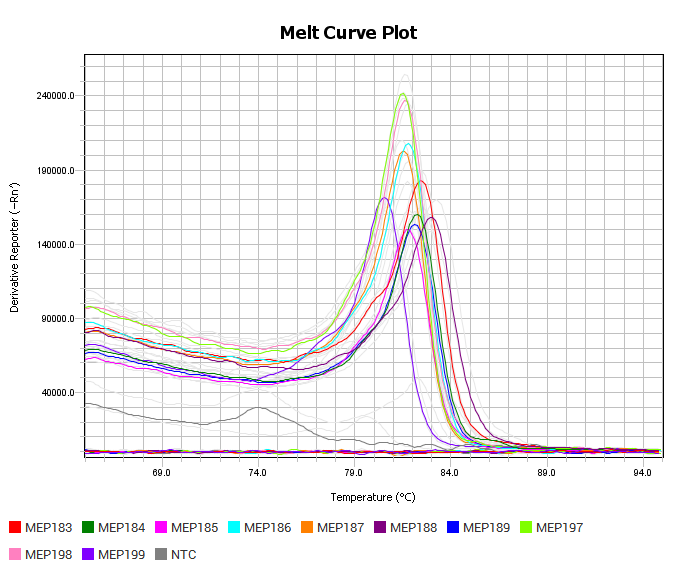 Melt Curve Plot
Derivative Reporter (−Rn')
240000.0
190000.0
140000.0
90000.0
40000.0
69.0 74.0 79.0 84.0 89.0 94.0
Temperature (°C)
MEP183 MEP184 MEP185 MEP186 MEP187 MEP188 MEP189 MEP197
MEP198 MEP199 NTC